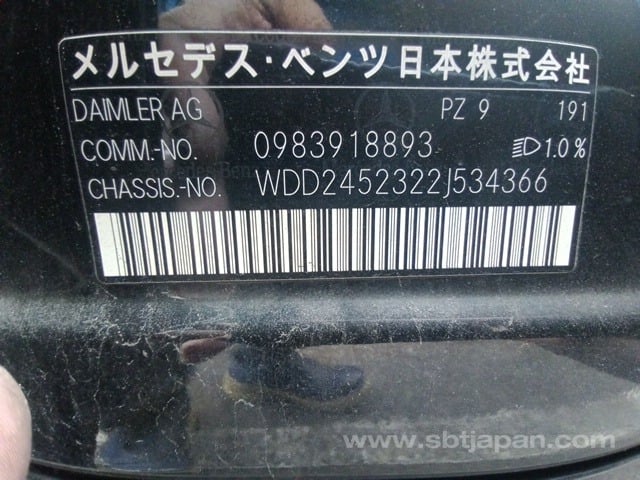 メルセデス・ベンツ日本株式会社
DAIMLER AG PZ 9 191
COMM.-NO. 0983918893 1.0%
CHASSIS.-NO. WDD2452322J534366
www.sbtjapan.com